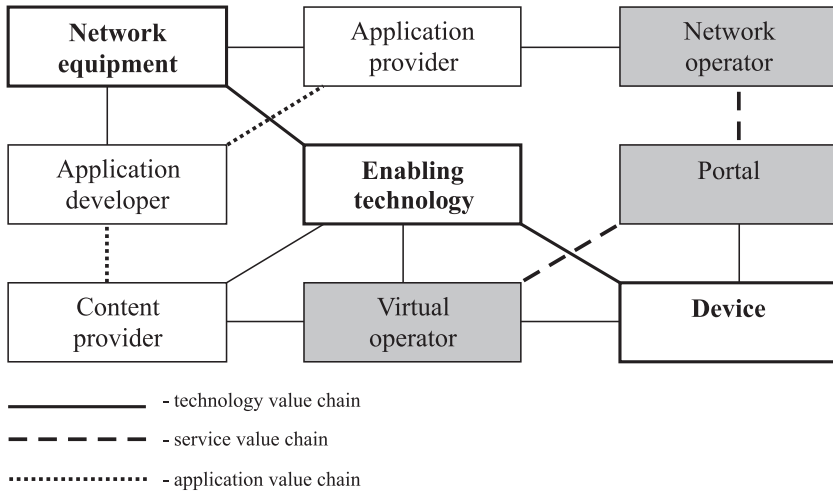 Network
equipment
Application
provider
Network
operator
Application
developer
Enabling
technology
Portal
Content
provider
Virtual
operator
Device
- technology value chain
- service value chain
- application value chain